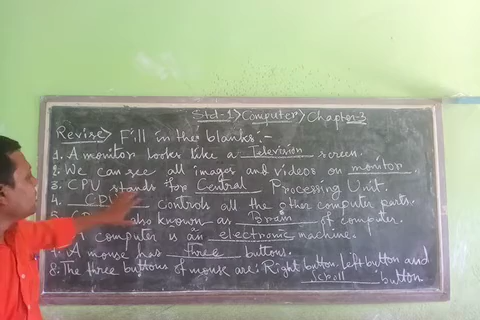 Std-1>Computer>Chapter-3
Revise> Fill in the blanks:-
1. A monitor looks like a Television screen.
2. We can see all images and videos on monitor.
3. CPU stands for Central Processing Unit.
4. CPU controls all the other computer parts.
5. also known as Brain of computer.
computer is an electronic machine.
7. A mouse has three buttons.
8. The three buttons of mouse are: Right button, Left button and
scroll button.